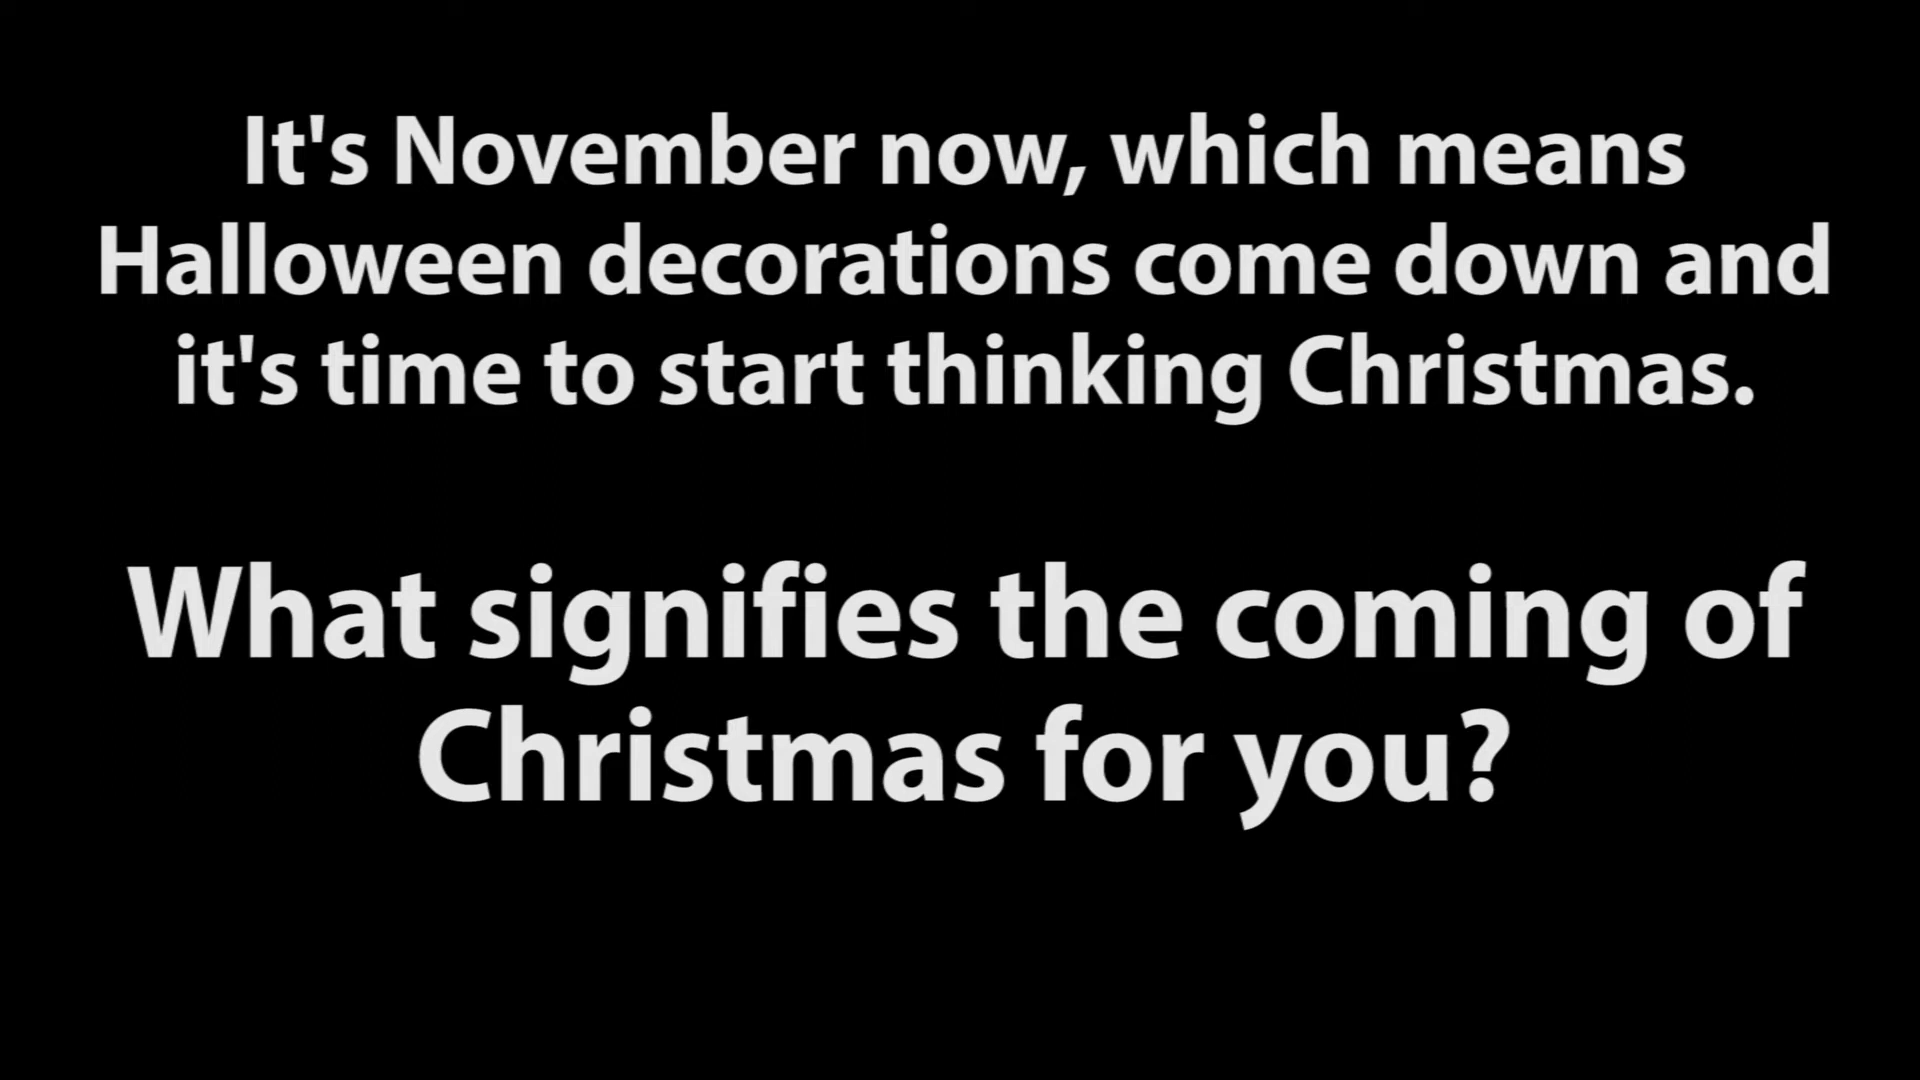 It's November now, which means
Halloween decorations come down and
it's time to start thinking Christmas.
What signifies the coming of
Christmas for you?